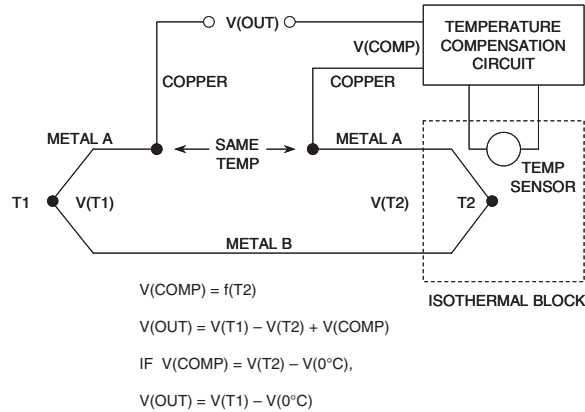 V(OUT)
TEMPERATURE
COMPENSATION
CIRCUIT
V(COMP)
COPPER
COPPER
METAL A
SAME
TEMP
METAL A
TEMP
SENSOR
T1
V(T1)
V(T2)
T2
METAL B
ISOTHERMAL BLOCK
V(COMP) = f(T2)
V(OUT) = V(T1) – V(T2) + V(COMP)
IF V(COMP) = V(T2) – V(0°C),
V(OUT) = V(T1) – V(0°C)